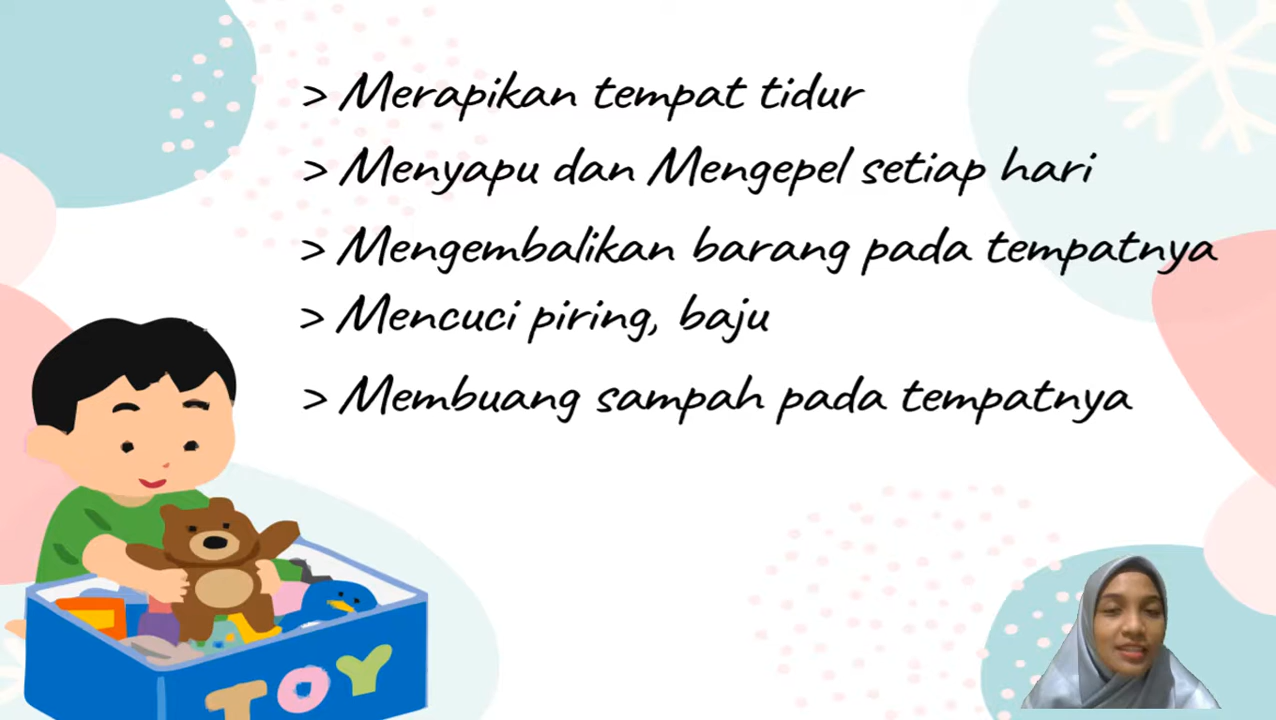 > Merapikan tempat tidur
> Menyapu dan Mengepel setiap hari
> Mengembalikan barang pada tempatnya
> Mencuci piring, baju
> Membuang sampah pada tempatnya
TOY